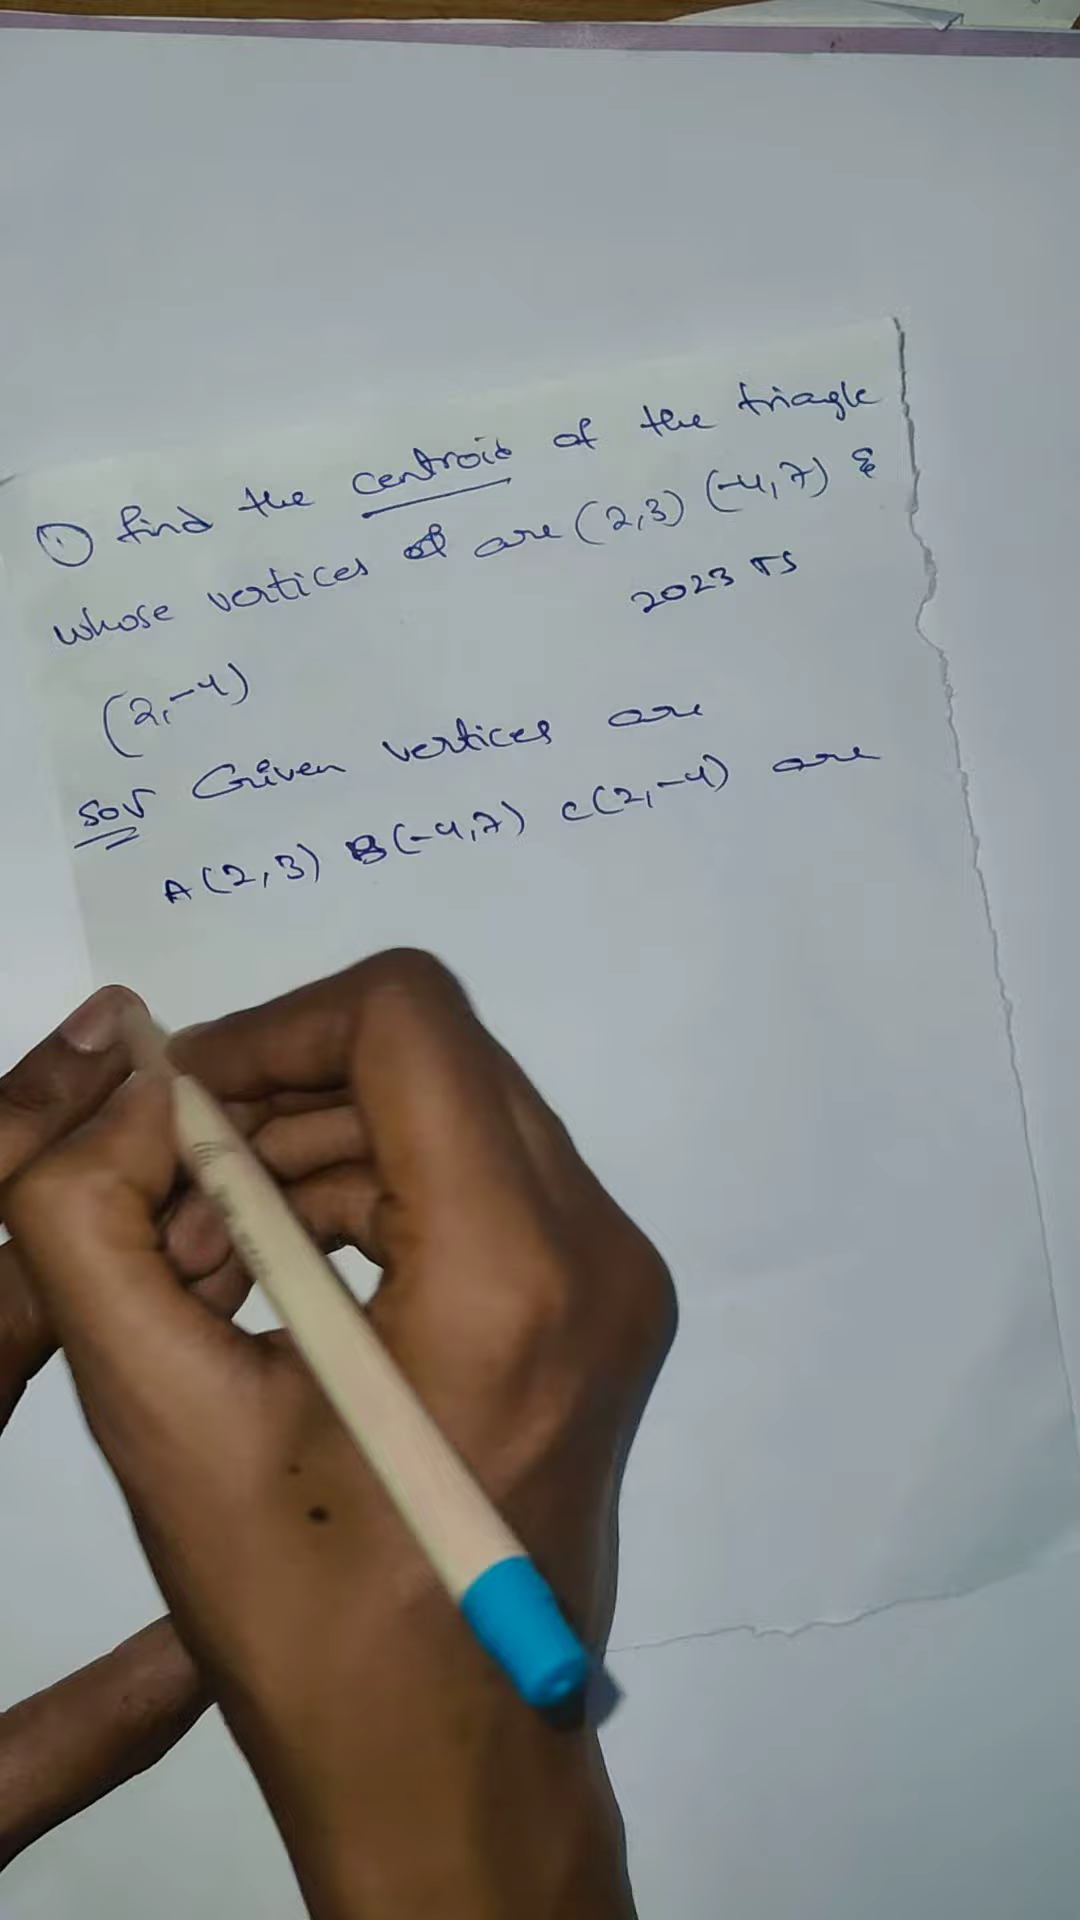 ① find the centroid of the triagle
whose vertices are (2,3) (-4,7) &
2023 TS
(2,-4)
Sol Given vertices are
A(2,3) B(-4,7) C(2,-4) are